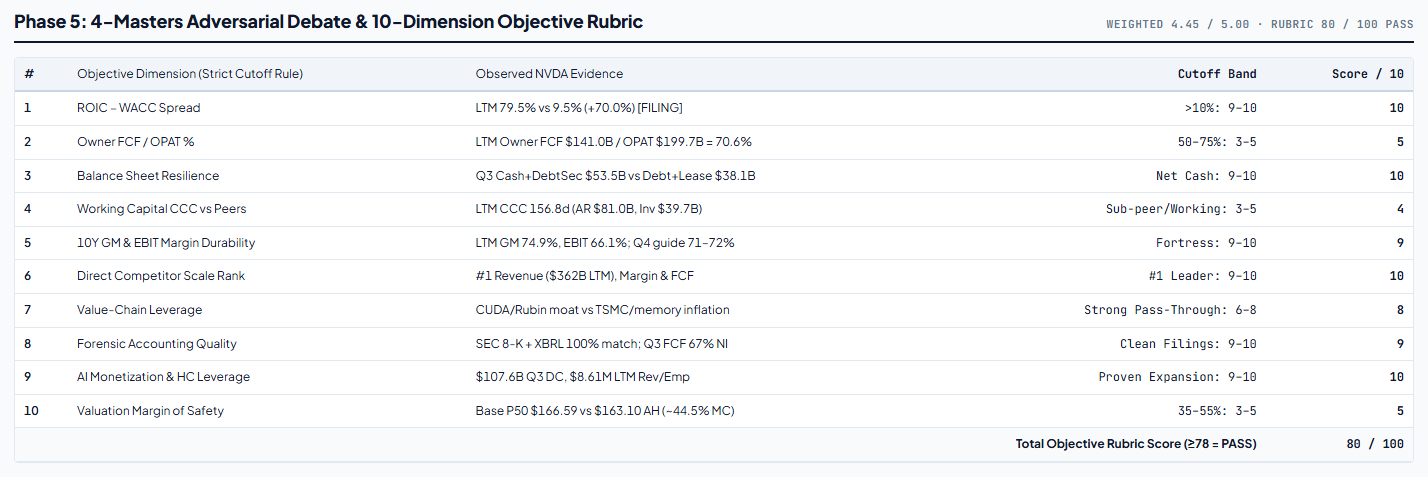 Phase 5: 4-Masters Adversarial Debate & 10-Dimension Objective Rubric WEIGHTED 4.45 / 5.00 · RUBRIC 80 / 100 PASS
# Objective Dimension (Strict Cutoff Rule) Observed NVDA Evidence Cutoff Band Score / 10
1 ROIC – WACC Spread LTM 79.5% vs 9.5% (+70.0%) [FILING] >10%: 9–10 10
2 Owner FCF / OPAT % LTM Owner FCF $141.0B / OPAT $199.7B = 70.6% 50–75%: 3–5 5
3 Balance Sheet Resilience Q3 Cash+DebtSec $53.5B vs Debt+Lease $38.1B Net Cash: 9–10 10
4 Working Capital CCC vs Peers LTM CCC 156.8d (AR $81.0B, Inv $39.7B) Sub-peer/Working: 3–5 4
5 10Y GM & EBIT Margin Durability LTM GM 74.9%, EBIT 66.1%; Q4 guide 71–72% Fortress: 9–10 9
6 Direct Competitor Scale Rank #1 Revenue ($362B LTM), Margin & FCF #1 Leader: 9–10 10
7 Value-Chain Leverage CUDA/Rubin moat vs TSMC/memory inflation Strong Pass-Through: 6–8 8
8 Forensic Accounting Quality SEC 8-K + XBRL 100% match; Q3 FCF 67% NI Clean Filings: 9–10 9
9 AI Monetization & HC Leverage $107.6B Q3 DC, $8.61M LTM Rev/Emp Proven Expansion: 9–10 10
10 Valuation Margin of Safety Base P50 $166.59 vs $163.10 AH (~44.5% MC) 35–55%: 3–5 5
Total Objective Rubric Score (≥78 = PASS) 80 / 100